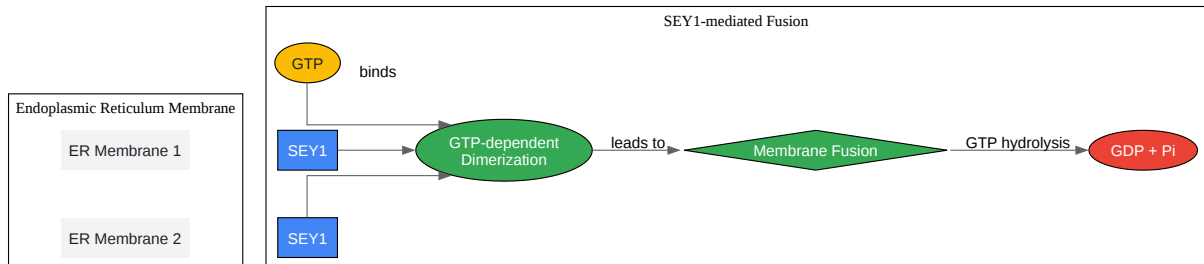 SEY1-mediated Fusion
GTP
binds
Endoplasmic Reticulum Membrane
ER Membrane 1
SEY1
GTP-dependent
Dimerization
leads to
Membrane Fusion
GTP hydrolysis
GDP + Pi
ER Membrane 2
SEY1